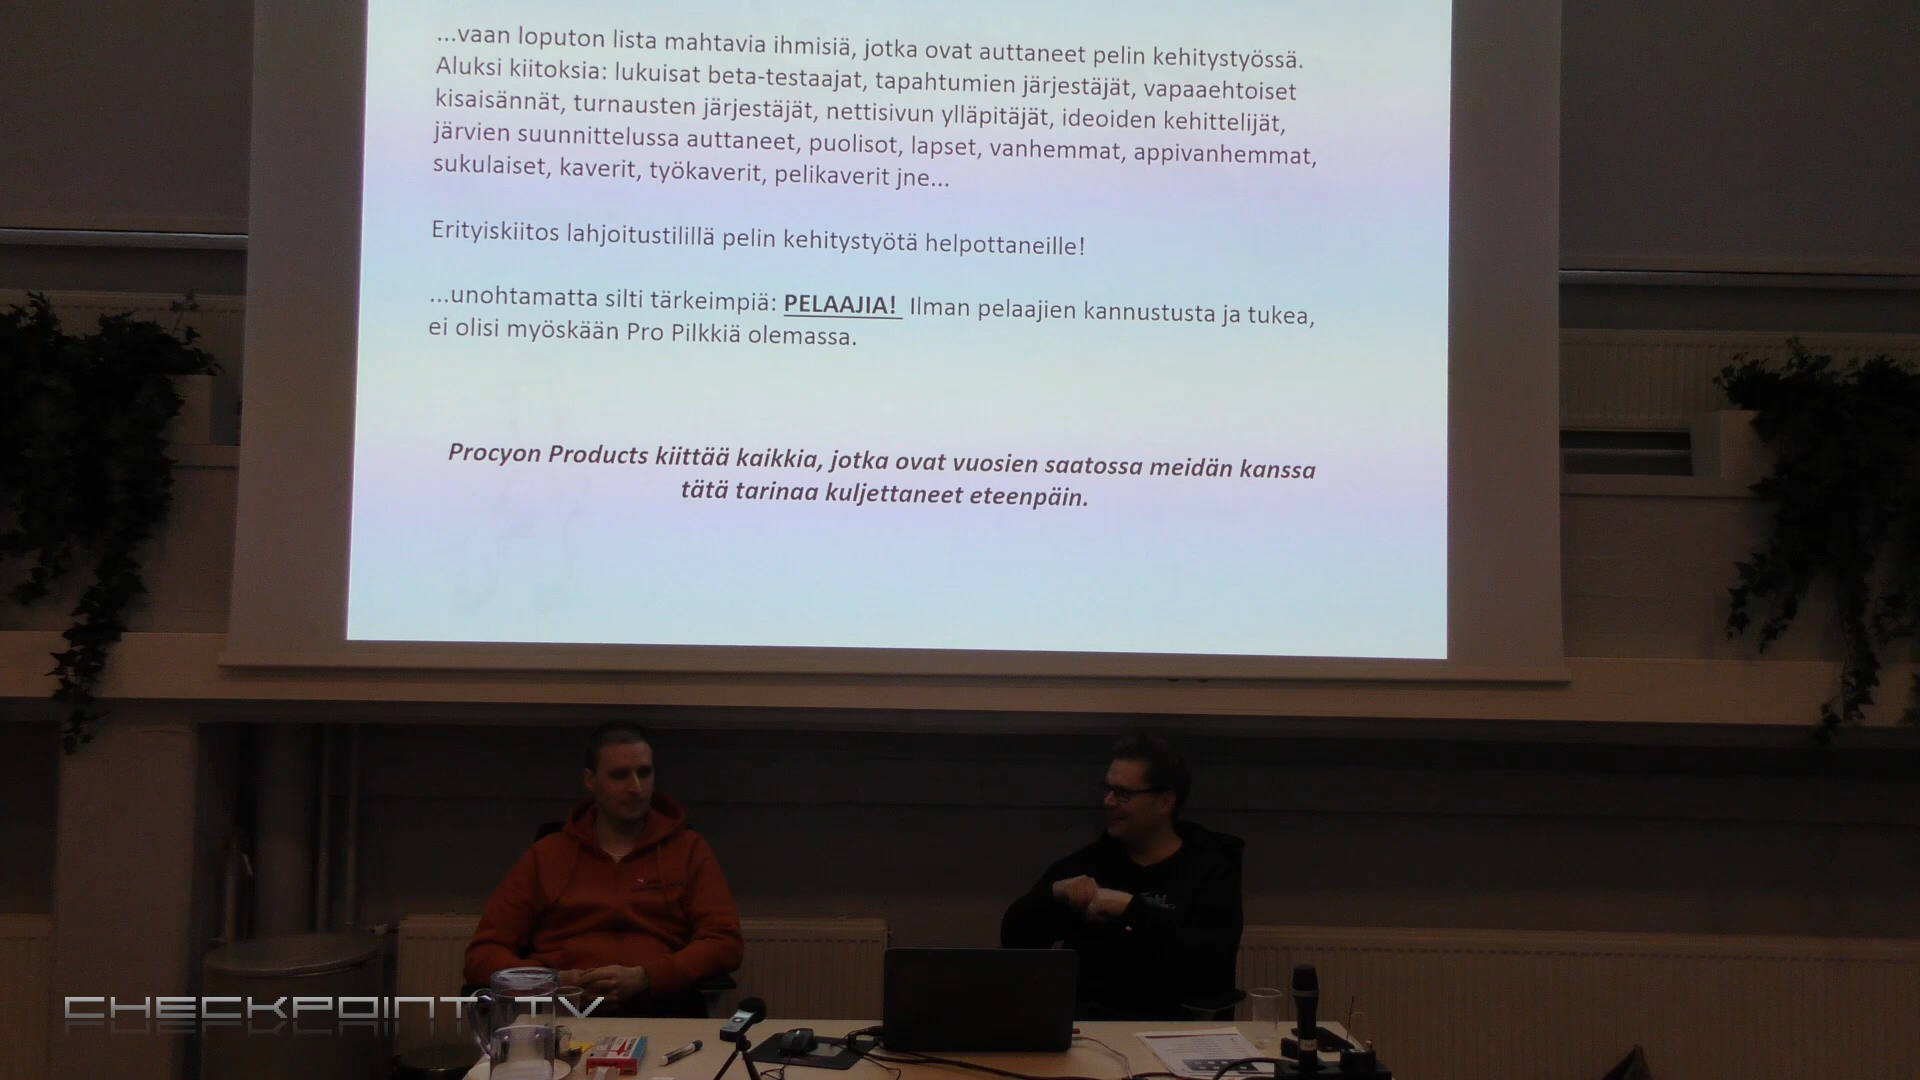 ...vaan loputon lista mahtavia ihmisiä, jotka ovat auttaneet pelin kehitystyössä.
Aluksi kiitoksia: lukuisat beta-testaajat, tapahtumien järjestäjät, vapaaehtoiset
kisaisännät, turnausten järjestäjät, nettisivun ylläpitäjät, ideoiden kehittelijät,
järvien suunnittelussa auttaneet, puolisot, lapset, vanhemmat, appivanhemmat,
sukulaiset, kaverit, työkaverit, pelikaverit jne...
Erityiskiitos lahjoitustilillä pelin kehitystyötä helpottaneille!
...unohtamatta silti tärkeimpiä: PELAAJIA! Ilman pelaajien kannustusta ja tukea,
ei olisi myöskään Pro Pilkkiä olemassa.
Procyon Products kiittää kaikkia, jotka ovat vuosien saatossa meidän kanssa
tätä tarinaa kuljettaneet eteenpäin.
CHECKPOINT TV